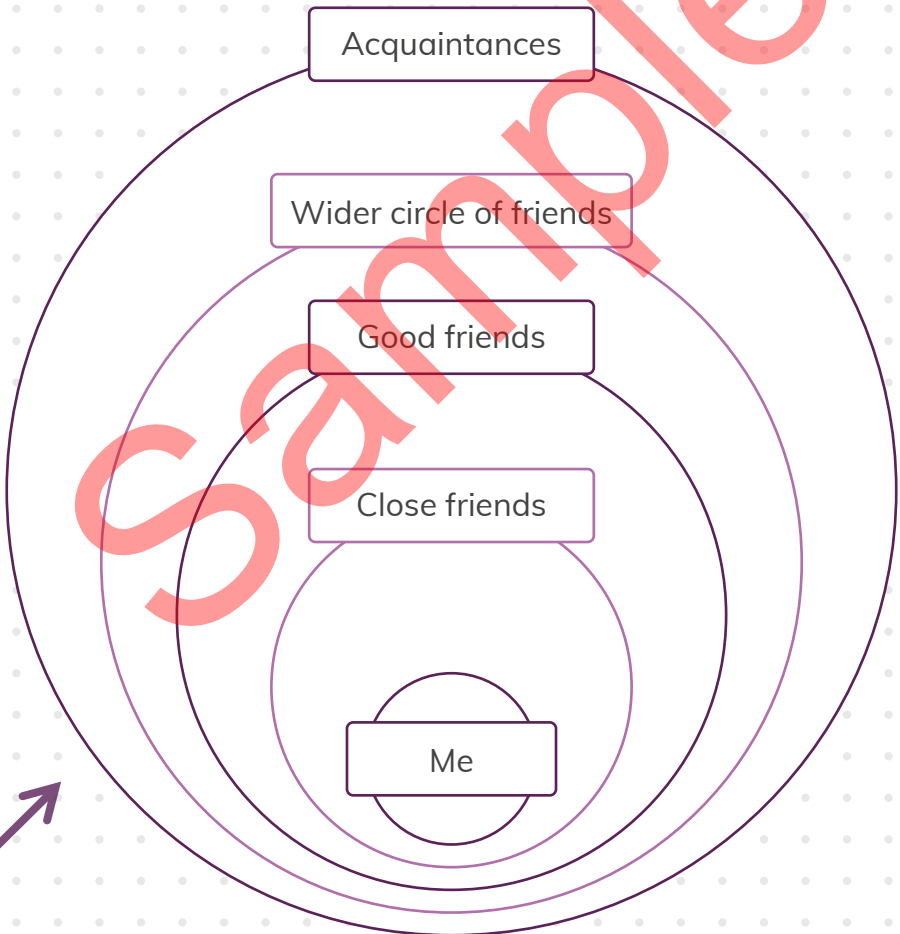 Acquaintances
Wider circle of friends
Good friends
Close friends
Me
Sample